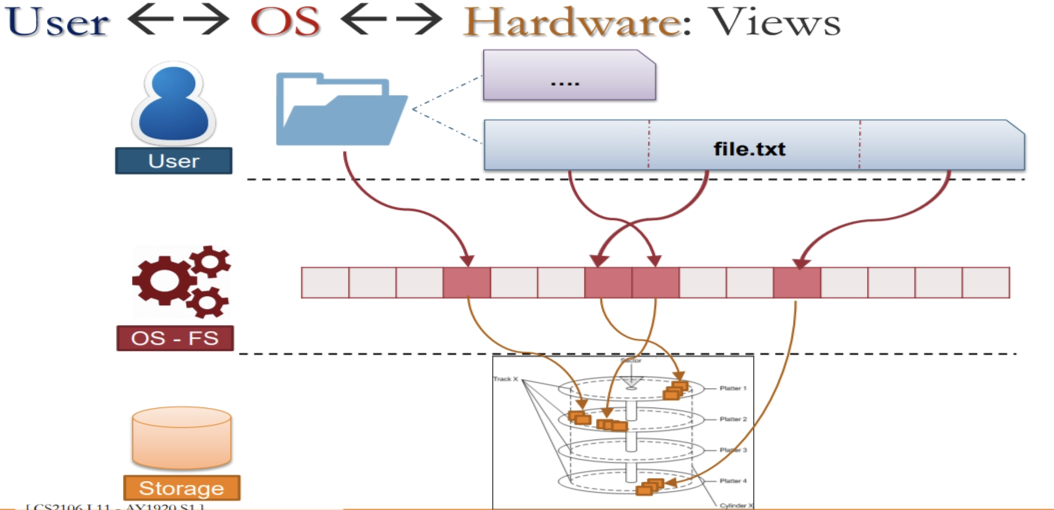 User ←→ OS ←→ Hardware: Views
....
file.txt
User
OS - FS
Sector
Track X
Platter 1
Platter 2
Platter 3
Platter 4
Cylinder X
Storage
[ CS2106 L11 - AY1920 S1 ]